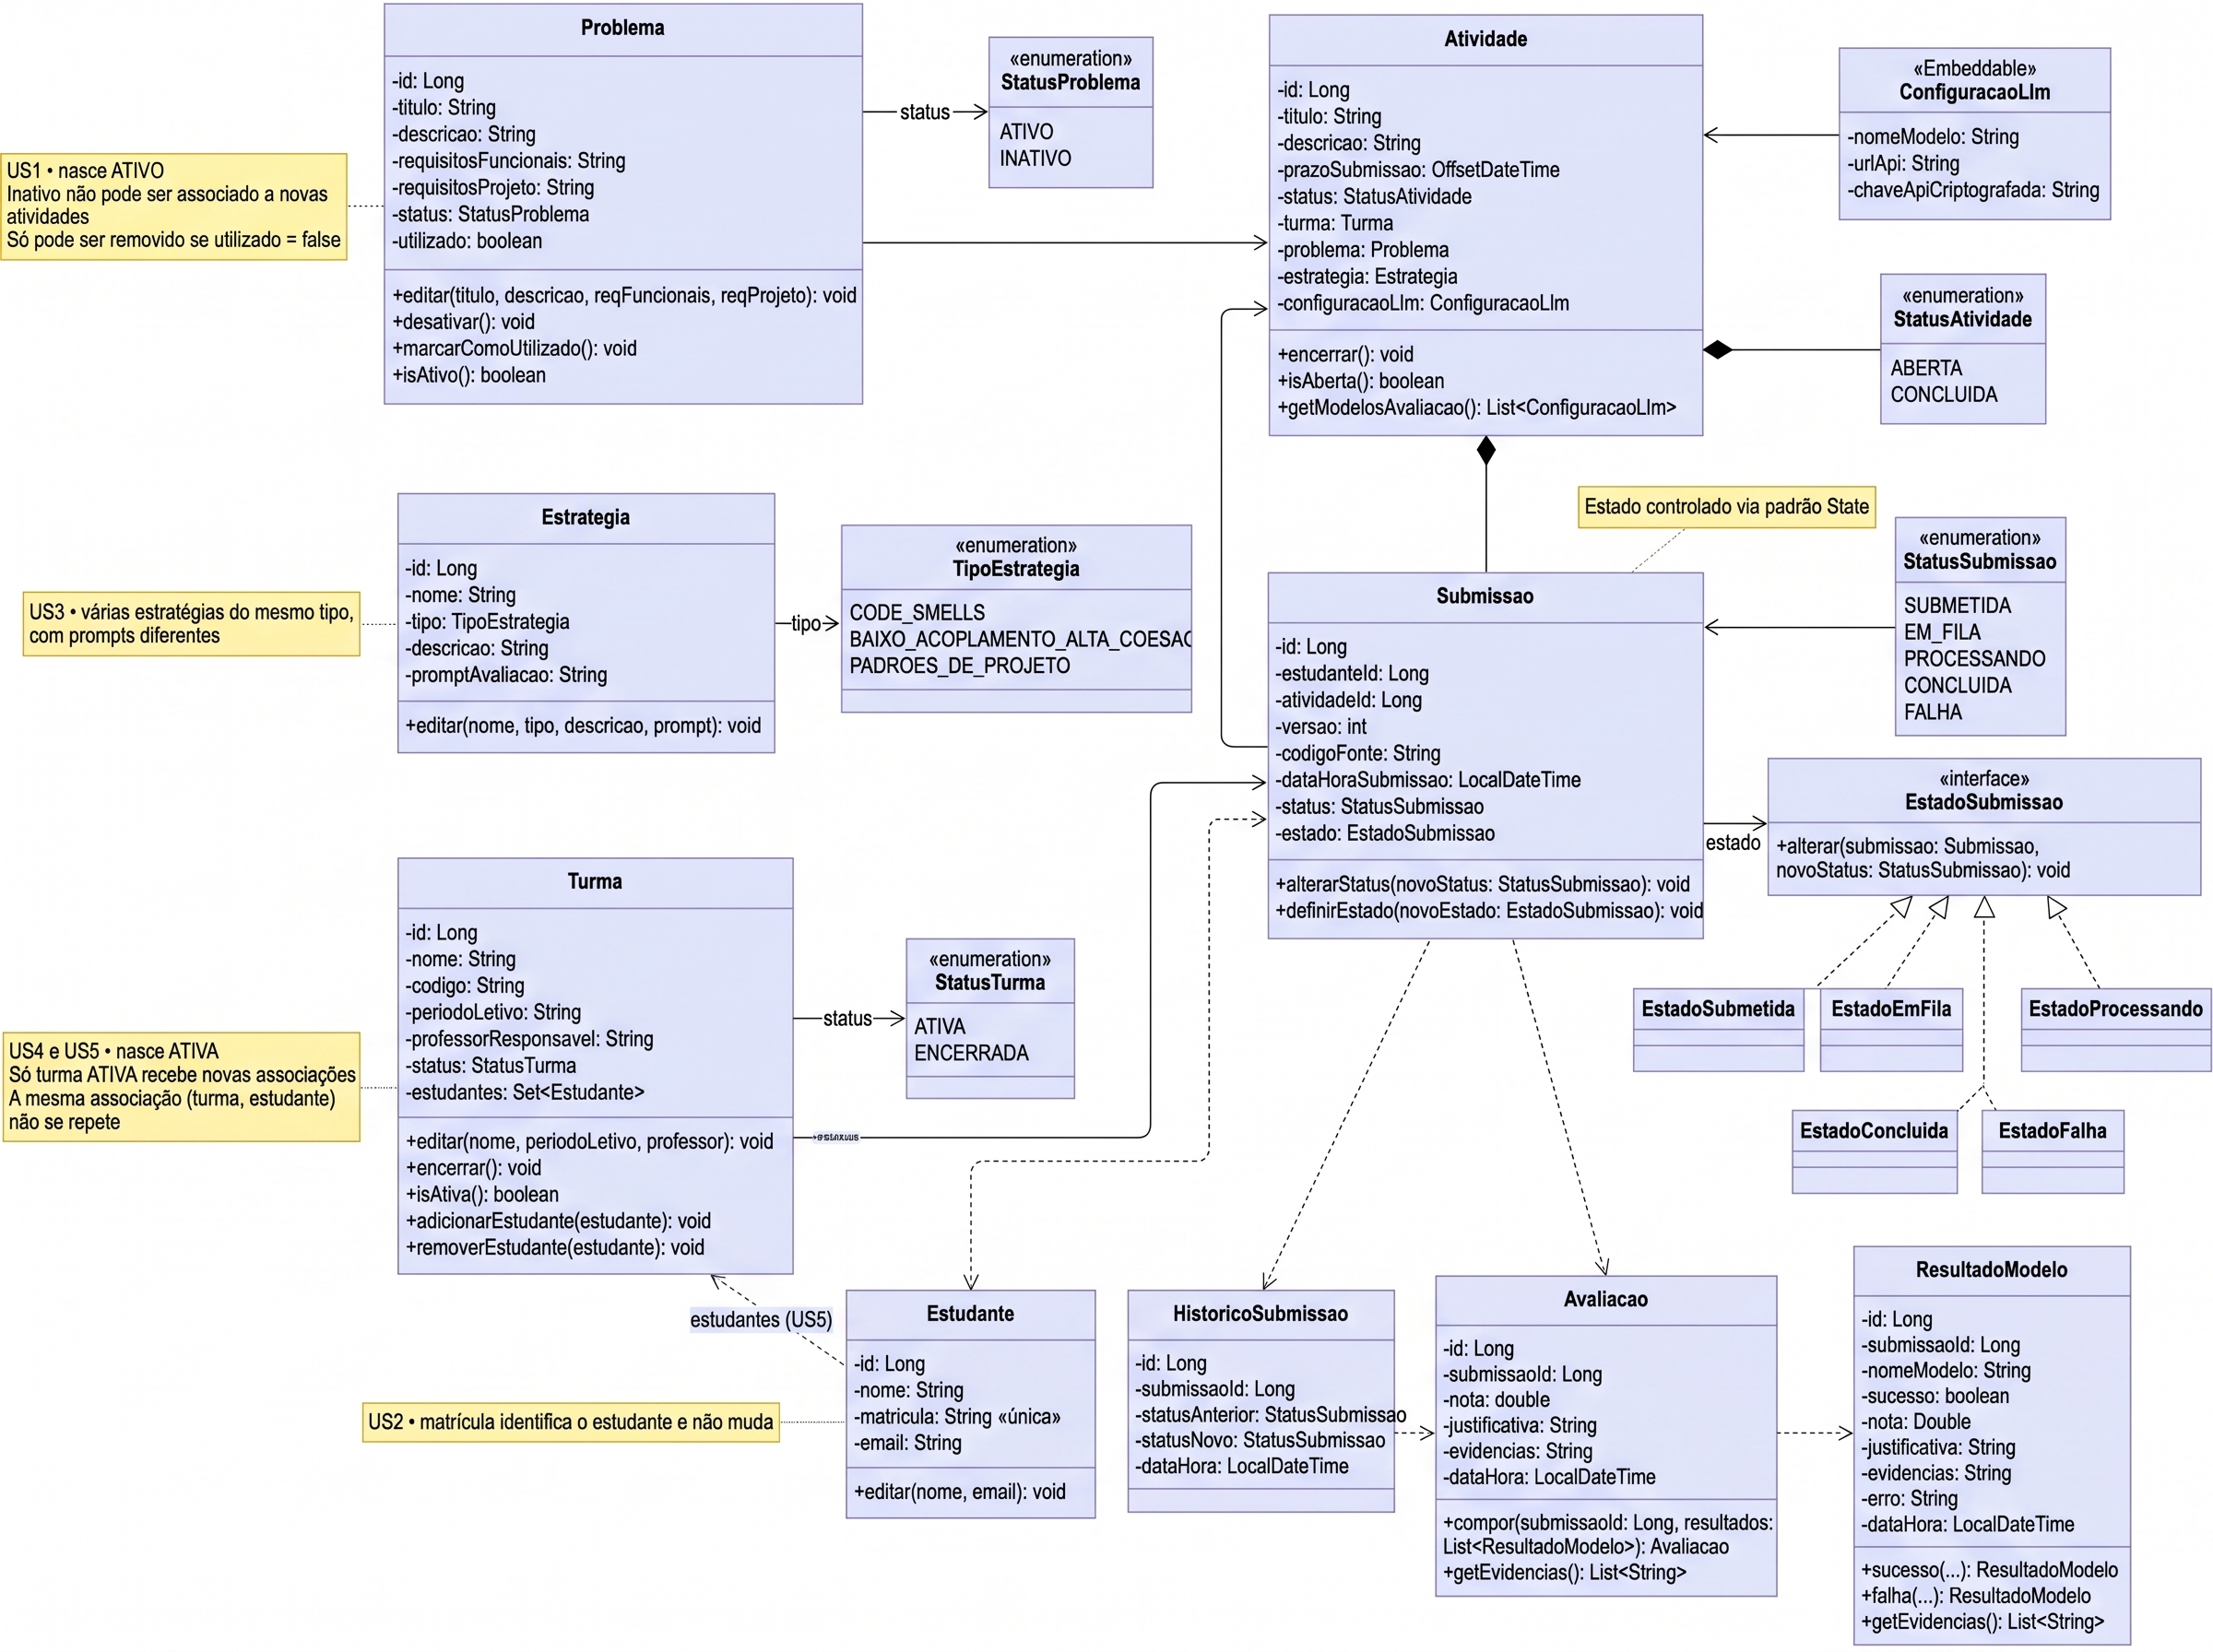 Problema
-id: Long
-titulo: String
-descricao: String
-requisitosFuncionais: String
-requisitosProjeto: String
-status: StatusProblema
-utilizado: boolean
+editar(titulo, descricao, reqFuncionais, reqProjeto): void
+desativar(): void
+marcarComoUtilizado(): void
+isAtivo(): boolean
US1 • nasce ATIVO
Inativo não pode ser associado a novas
atividades
Só pode ser removido se utilizado = false
status
«enumeration»
StatusProblema
ATIVO
INATIVO
Atividade
-id: Long
-titulo: String
-descricao: String
-prazoSubmissao: OffsetDateTime
-status: StatusAtividade
-turma: Turma
-problema: Problema
-estrategia: Estrategia
-configuracaoLlm: ConfiguracaoLlm
+encerrar(): void
+isAberta(): boolean
+getModelosAvaliacao(): List<ConfiguracaoLlm>
«Embeddable»
ConfiguracaoLlm
-nomeModelo: String
-urlApi: String
-chaveApiCriptografada: String
«enumeration»
StatusAtividade
ABERTA
CONCLUIDA
Estrategia
-id: Long
-nome: String
-tipo: TipoEstrategia
-descricao: String
-promptAvaliacao: String
+editar(nome, tipo, descricao, prompt): void
US3 • várias estratégias do mesmo tipo,
com prompts diferentes
tipo
«enumeration»
TipoEstrategia
CODE_SMELLS
BAIXO_ACOPLAMENTO_ALTA_COESAO
PADROES_DE_PROJETO
Estado controlado via padrão State
Submissao
-id: Long
-estudanteId: Long
-atividadeId: Long
-versao: int
-codigoFonte: String
-dataHoraSubmissao: LocalDateTime
-status: StatusSubmissao
-estado: EstadoSubmissao
+alterarStatus(novoStatus: StatusSubmissao): void
+definirEstado(novoEstado: EstadoSubmissao): void
«enumeration»
StatusSubmissao
SUBMETIDA
EM_FILA
PROCESSANDO
CONCLUIDA
FALHA
estado
«interface»
EstadoSubmissao
+alterar(submissao: Submissao,
novoStatus: StatusSubmissao): void
EstadoSubmetida
EstadoEmFila
EstadoProcessando
EstadoConcluida
EstadoFalha
Turma
-id: Long
-nome: String
-codigo: String
-periodoLetivo: String
-professorResponsavel: String
-status: StatusTurma
-estudantes: Set<Estudante>
+editar(nome, periodoLetivo, professor): void
+encerrar(): void
+isAtiva(): boolean
+adicionarEstudante(estudante): void
+removerEstudante(estudante): void
US4 e US5 • nasce ATIVA
Só turma ATIVA recebe novas associações
A mesma associação (turma, estudante)
não se repete
status
«enumeration»
StatusTurma
ATIVA
ENCERRADA
estudantes (US5)
Estudante
-id: Long
-nome: String
-matricula: String «única»
-email: String
+editar(nome, email): void
US2 • matrícula identifica o estudante e não muda
HistoricoSubmissao
-id: Long
-submissaoId: Long
-statusAnterior: StatusSubmissao
-statusNovo: StatusSubmissao
-dataHora: LocalDateTime
Avaliacao
-id: Long
-submissaoId: Long
-nota: double
-justificativa: String
-evidencias: String
-dataHora: LocalDateTime
+compor(submissaoId: Long, resultados:
List<ResultadoModelo>): Avaliacao
+getEvidencias(): List<String>
ResultadoModelo
-id: Long
-submissaoId: Long
-nomeModelo: String
-sucesso: boolean
-nota: Double
-justificativa: String
-evidencias: String
-erro: String
-dataHora: LocalDateTime
+sucesso(...): ResultadoModelo
+falha(...): ResultadoModelo
+getEvidencias(): List<String>